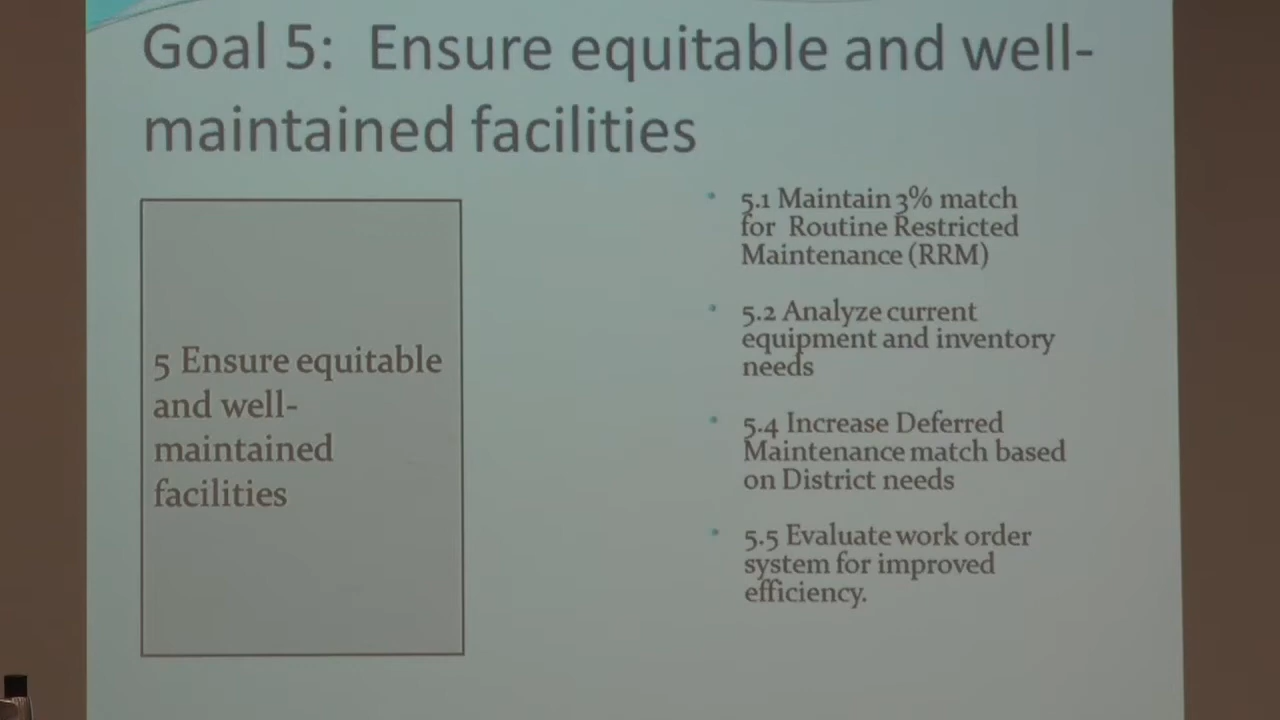 Goal 5:  Ensure equitable and well-
maintained facilities
5 Ensure equitable
and well-
maintained
facilities
• 5.1 Maintain 3% match
for  Routine Restricted
Maintenance (RRM)
• 5.2 Analyze current
equipment and inventory
needs
• 5.4 Increase Deferred
Maintenance match based
on District needs
• 5.5 Evaluate work order
system for improved
efficiency.